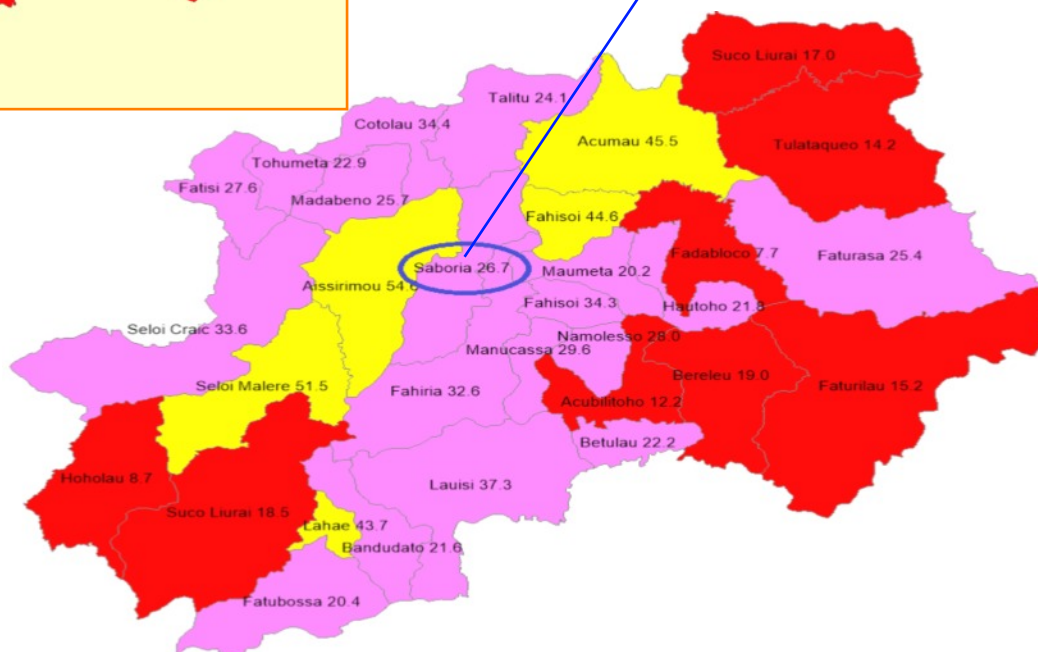 Suco Liurai 17.0
Talitu 24.1
Cotolau 34.4
Acumau 45.5
Tulataqueo 14.2
Tohumeta 22.9
Fatisi 27.6
Madabeno 25.7
Fahisoi 44.6
Fadabloco 7.7
Faturasa 25.4
Saboria 26.7
Maumeta 20.2
Aissirimou 54.6
Fahisoi 34.3
Hautoho 21.8
Seloi Craic 33.6
Namolesso 28.0
Manucassa 29.6
Bereleu 19.0
Seloi Malere 51.5
Fahiria 32.6
Faturilau 15.2
Acubilitoho 12.2
Betulau 22.2
Hoholau 8.7
Lauisi 37.3
Suco Liurai 18.5
Lahae 43.7
Bandudato 21.6
Fatubossa 20.4